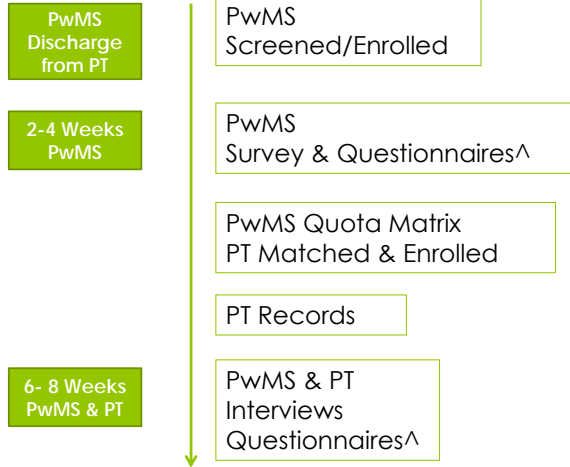 PwMS
Discharge
from PT
PwMS
Screened/Enrolled
2-4 Weeks
PwMS
PwMS
Survey & Questionnaires^
PwMS Quota Matrix
PT Matched & Enrolled
PT Records
6- 8 Weeks
PwMS & PT
PwMS & PT
Interviews
Questionnaires^